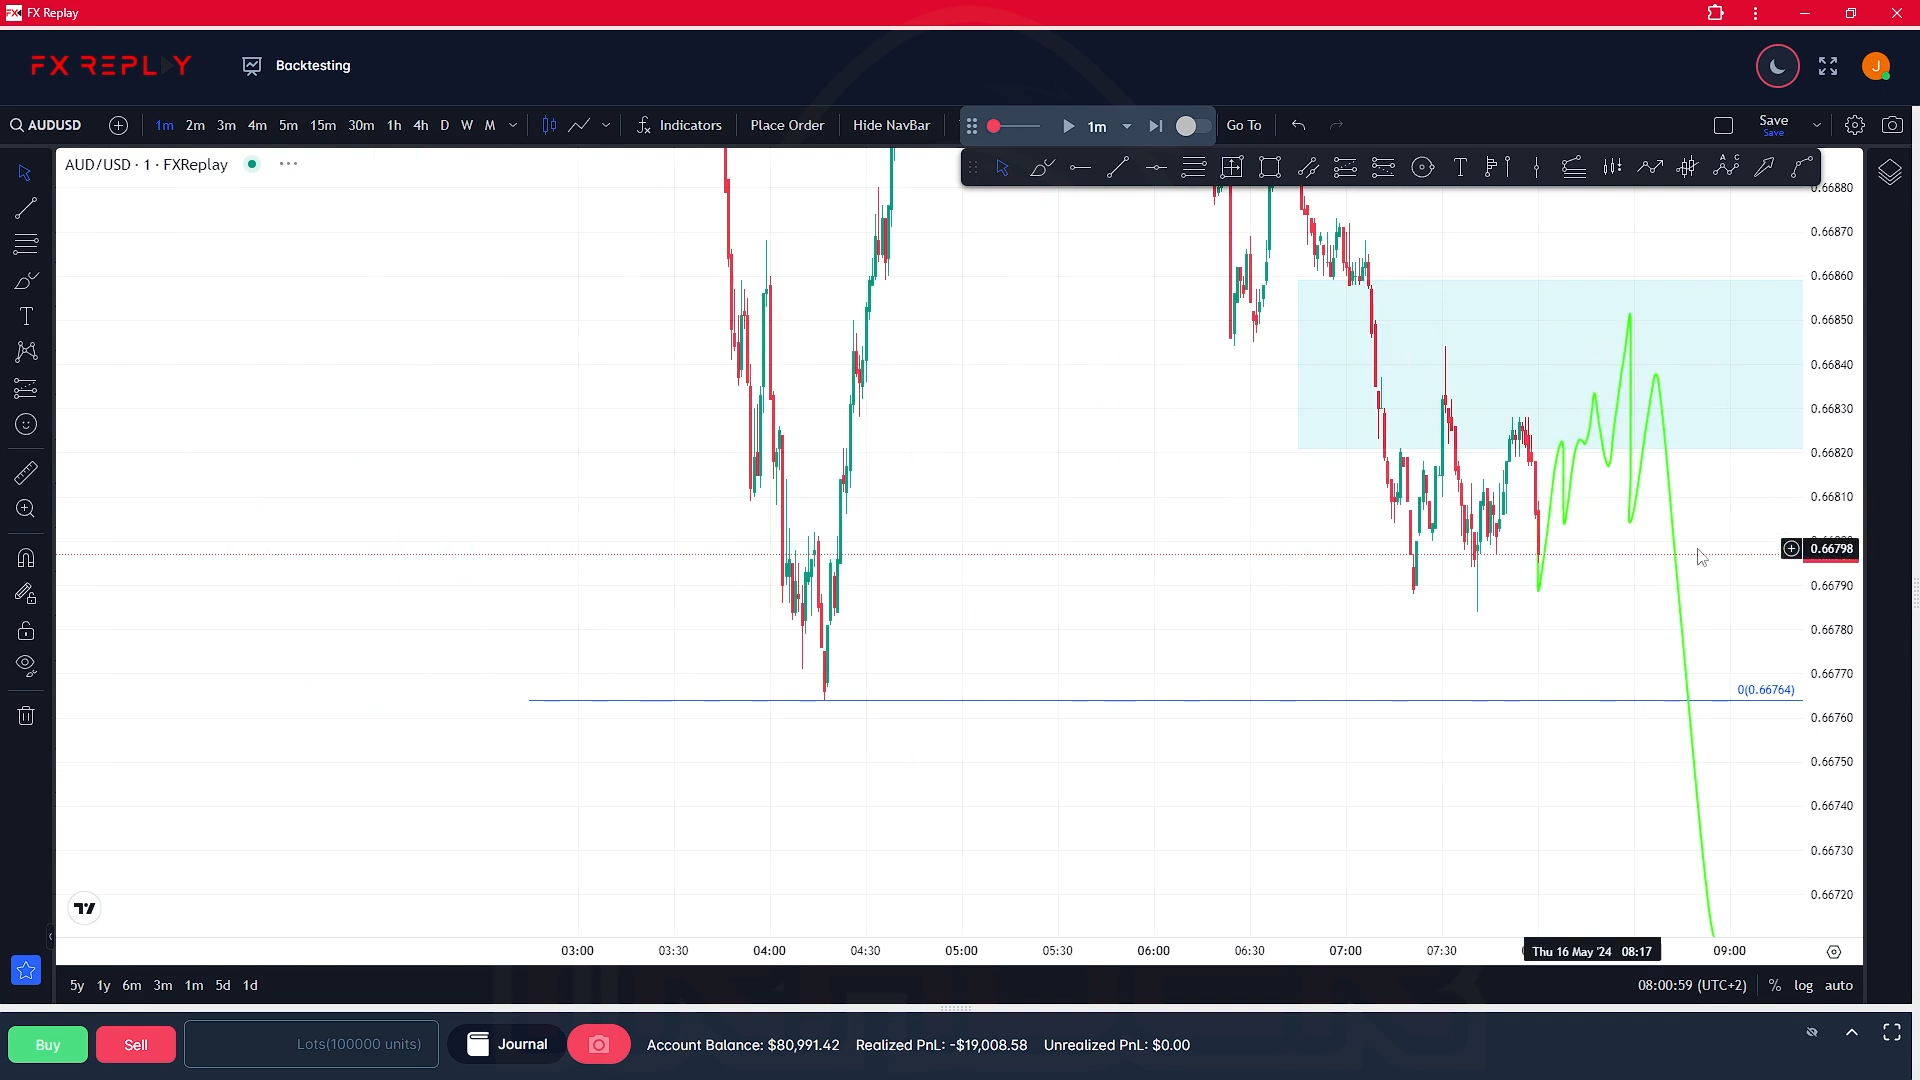 FX Replay
FX REPLAY
Backtesting
J
AUDUSD 1m 2m 3m 4m 5m 15m 30m 1h 4h D W M Indicators Place Order Hide NavBar 1m Go To Save
Save
AUD/USD · 1 · FXReplay
0.66880
0.66870
0.66860
0.66850
0.66840
0.66830
0.66820
0.66810
0.66798
0.66790
0.66780
0.66770
0(0.66764)
0.66760
0.66750
0.66740
0.66730
0.66720
03:00 03:30 04:00 04:30 05:00 05:30 06:00 06:30 07:00 07:30 Thu 16 May '24 08:17 09:00
5y 1y 6m 3m 1m 5d 1d 08:00:59 (UTC+2) % log auto
Buy Sell Lots(100000 units) Journal Account Balance: $80,991.42 Realized PnL: -$19,008.58 Unrealized PnL: $0.00